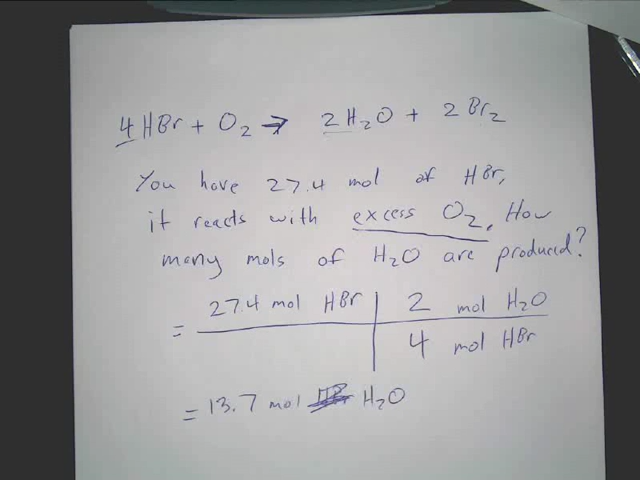 4HBr + O₂ → 2H₂O + 2Br₂
You have 27.4 mol of HBr,
it reacts with excess O₂. How
many mols of H₂O are produced?
= 27.4 mol HBr | 2 mol H₂O
4 mol HBr
= 13.7 mol H₂O